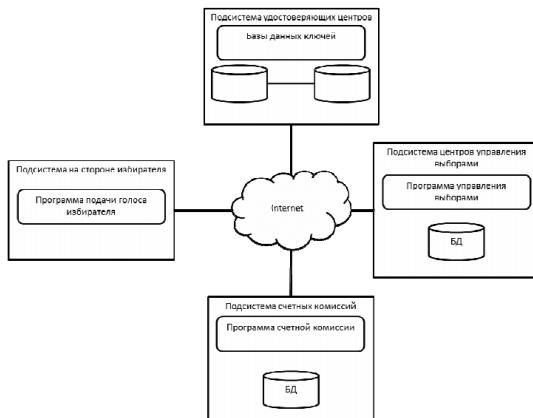 Подсистема удостоверяющих центров
Базы данных ключей
Подсистема на стороне избирателя
Программа подачи голоса
избирателя
Internet
Подсистема центров управления
выборами
Программа управления
выборами
БД
Подсистема счетных комиссий
Программа счетной комиссии
БД